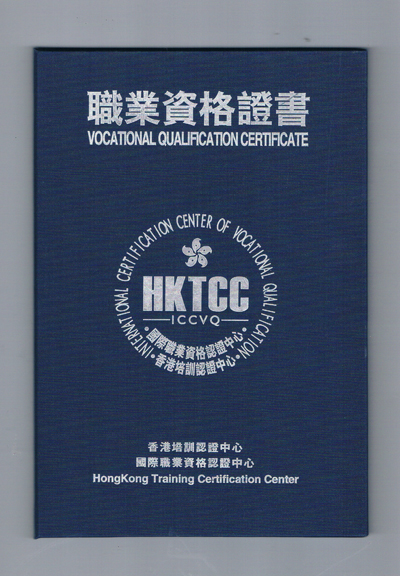 職業資格證書
VOCATIONAL QUALIFICATION CERTIFICATE
INTERNATIONAL CERTIFICATION CENTER OF VOCATIONAL QUALIFICATION
HKTCC
ICCVQ
·國際職業資格認證中心·
·香港培訓認證中心·
香港培訓認證中心
國際職業資格認證中心
HongKong Training Certification Center